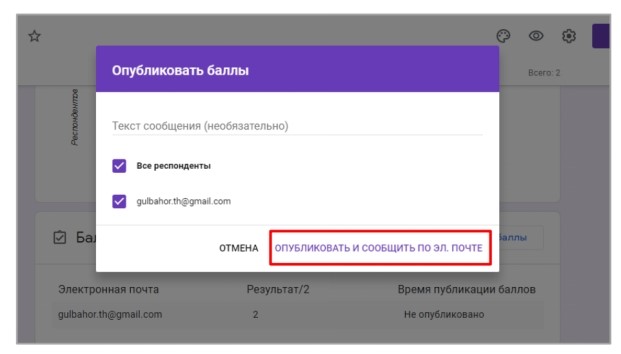 Опубликовать баллы
Всего: 2
Респондентов
Текст сообщения (необязательно)
Все респонденты
gulbahor.th@gmail.com
Ба
баллы
ОТМЕНА ОПУБЛИКОВАТЬ И СООБЩИТЬ ПО ЭЛ. ПОЧТЕ
Электронная почта Результат/2 Время публикации баллов
gulbahor.th@gmail.com 2 Не опубликовано